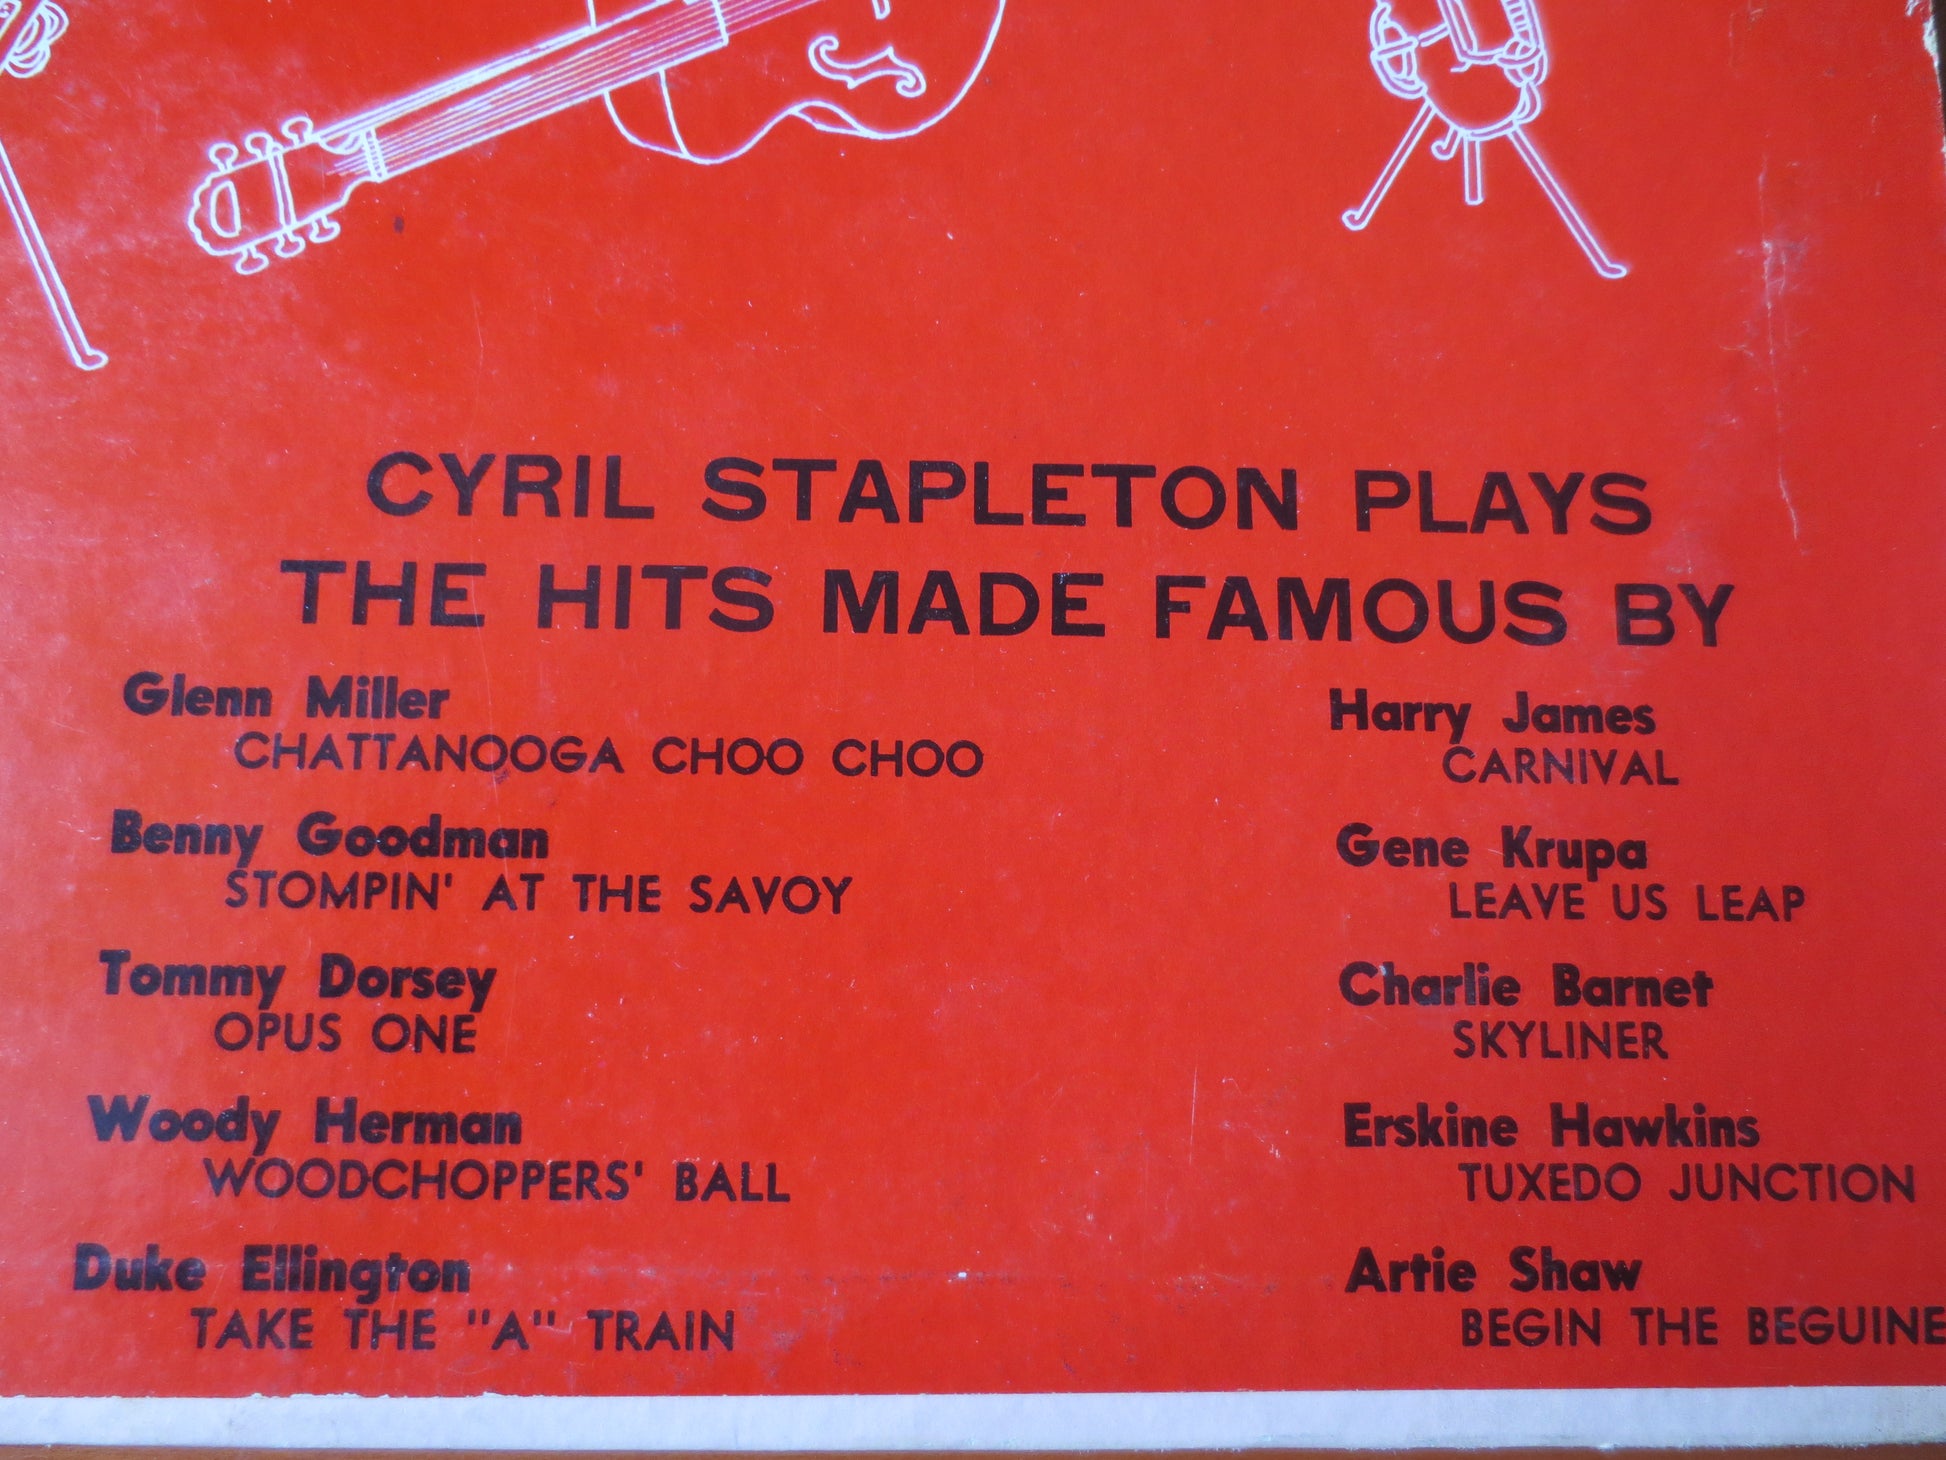 CYRIL STAPLETON PLAYS
THE HITS MADE FAMOUS BY
Glenn Miller
CHATTANOOGA CHOO CHOO
Benny Goodman
STOMPIN' AT THE SAVOY
Tommy Dorsey
OPUS ONE
Woody Herman
WOODCHOPPERS' BALL
Duke Ellington
TAKE THE "A" TRAIN
Harry James
CARNIVAL
Gene Krupa
LEAVE US LEAP
Charlie Barnet
SKYLINER
Erskine Hawkins
TUXEDO JUNCTION
Artie Shaw
BEGIN THE BEGUINE